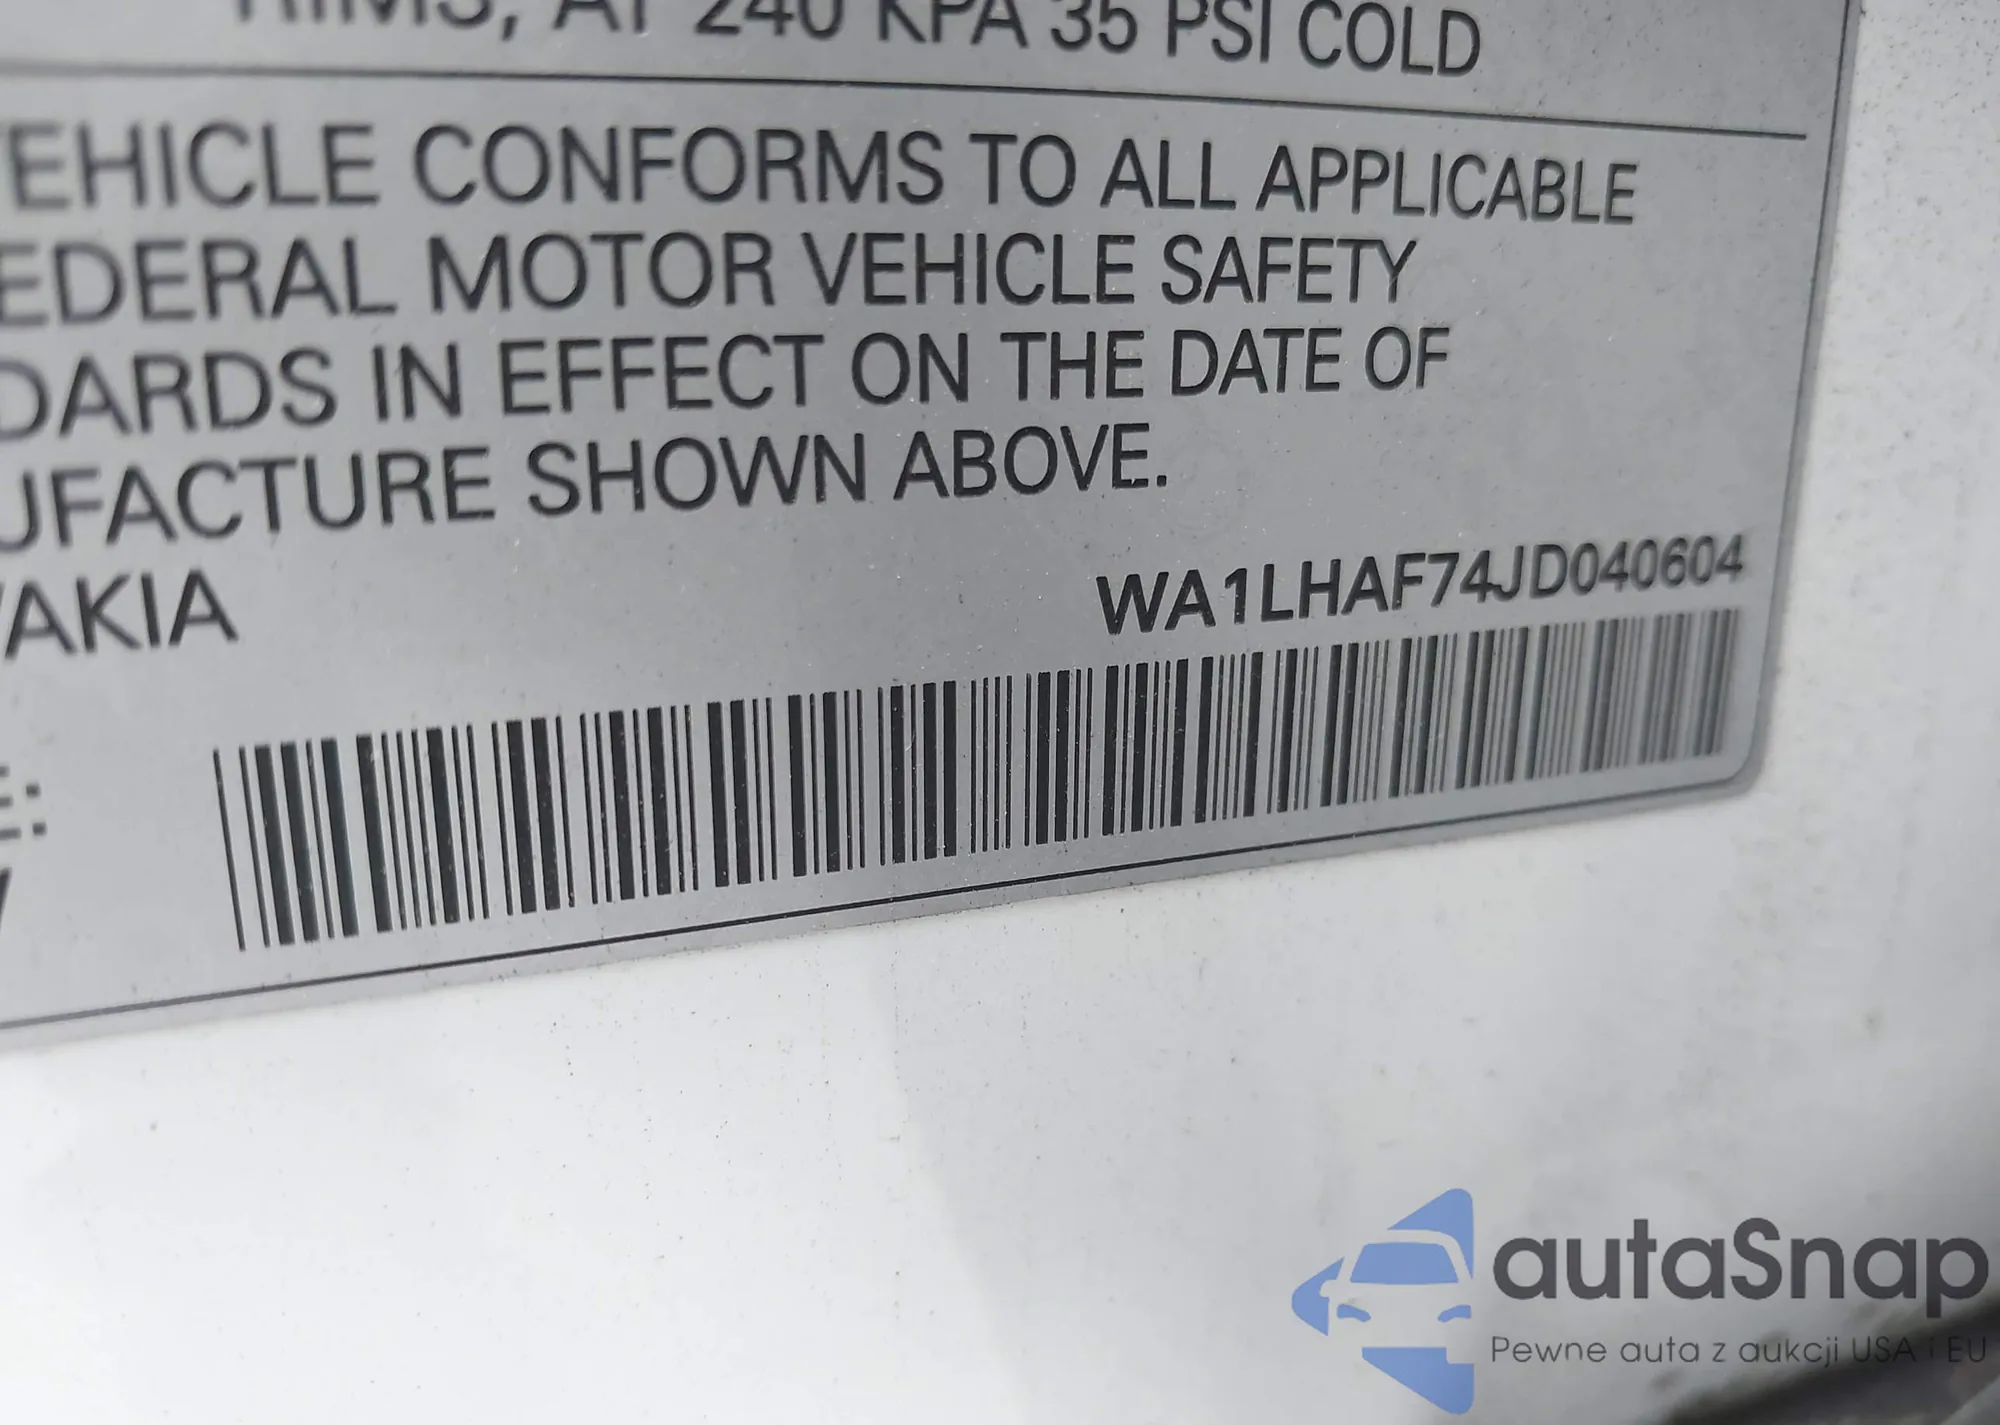 RIMS, AT 240 KPA 35 PSI COLD
EHICLE CONFORMS TO ALL APPLICABLE
EDERAL MOTOR VEHICLE SAFETY
DARDS IN EFFECT ON THE DATE OF
UFACTURE SHOWN ABOVE.
VAKIA
WA1LHAF74JD040604
E:
autaSnap
Pewne auta z aukcji USA i EU